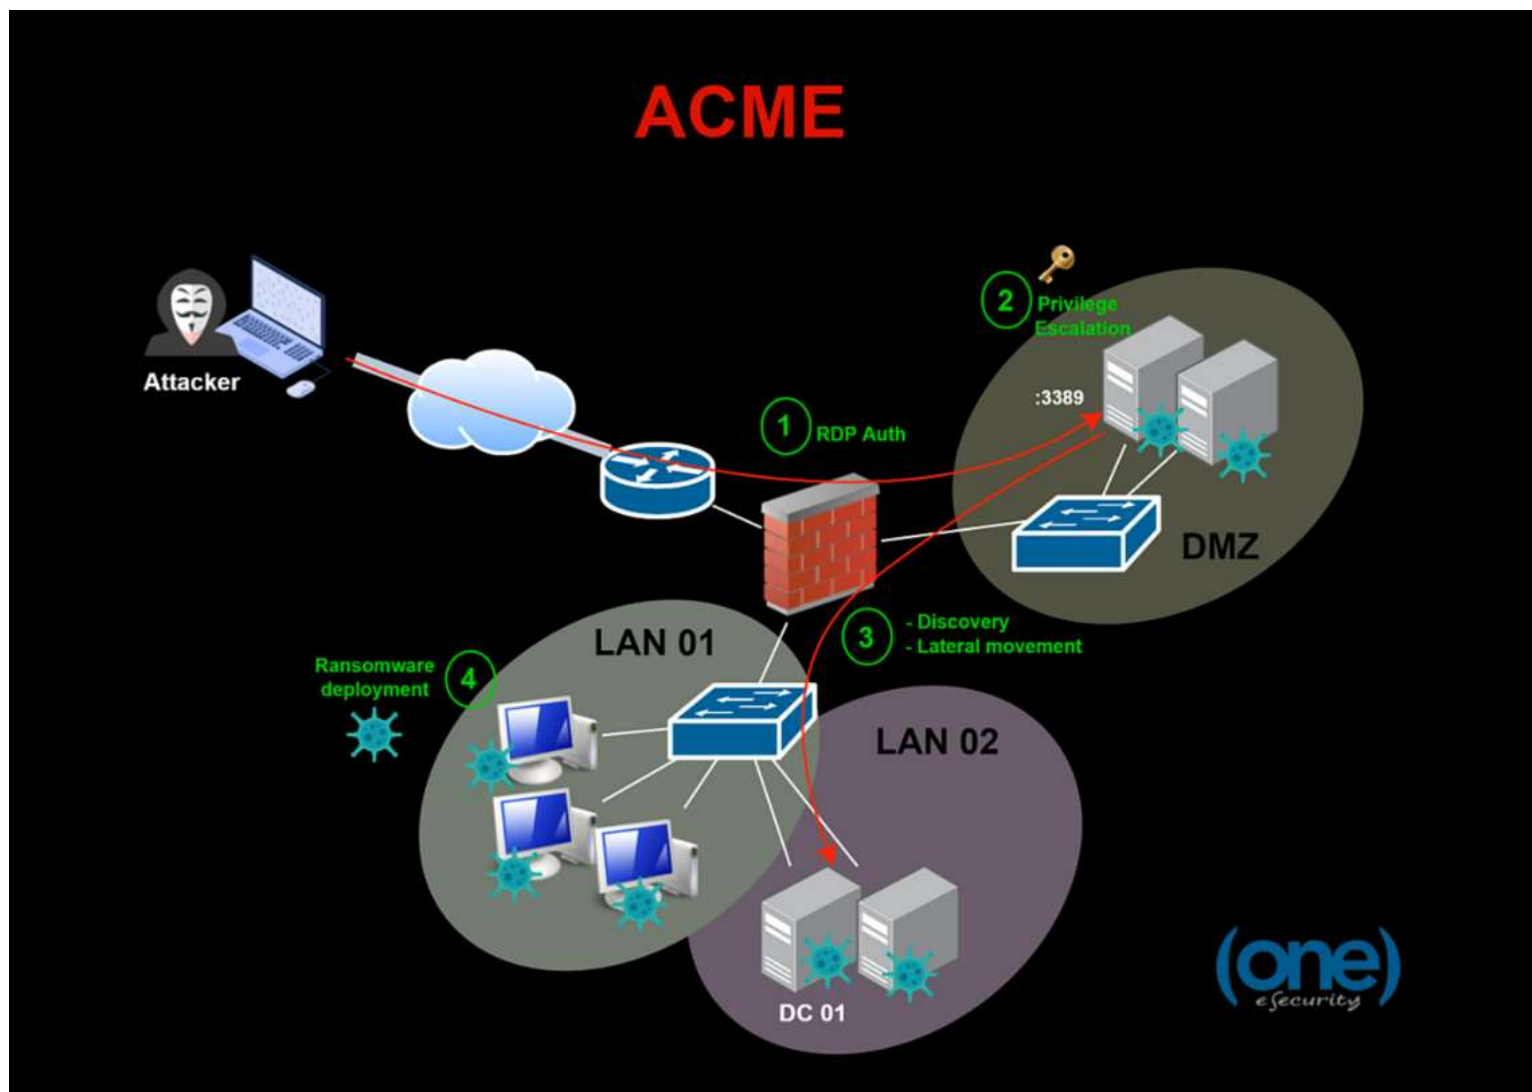 ACME
Attacker
1
RDP Auth
2
Privilege
Escalation
:3389
DMZ
3
- Discovery
- Lateral movement
LAN 01
Ransomware
deployment
4
LAN 02
DC 01
(one)
eSecurity